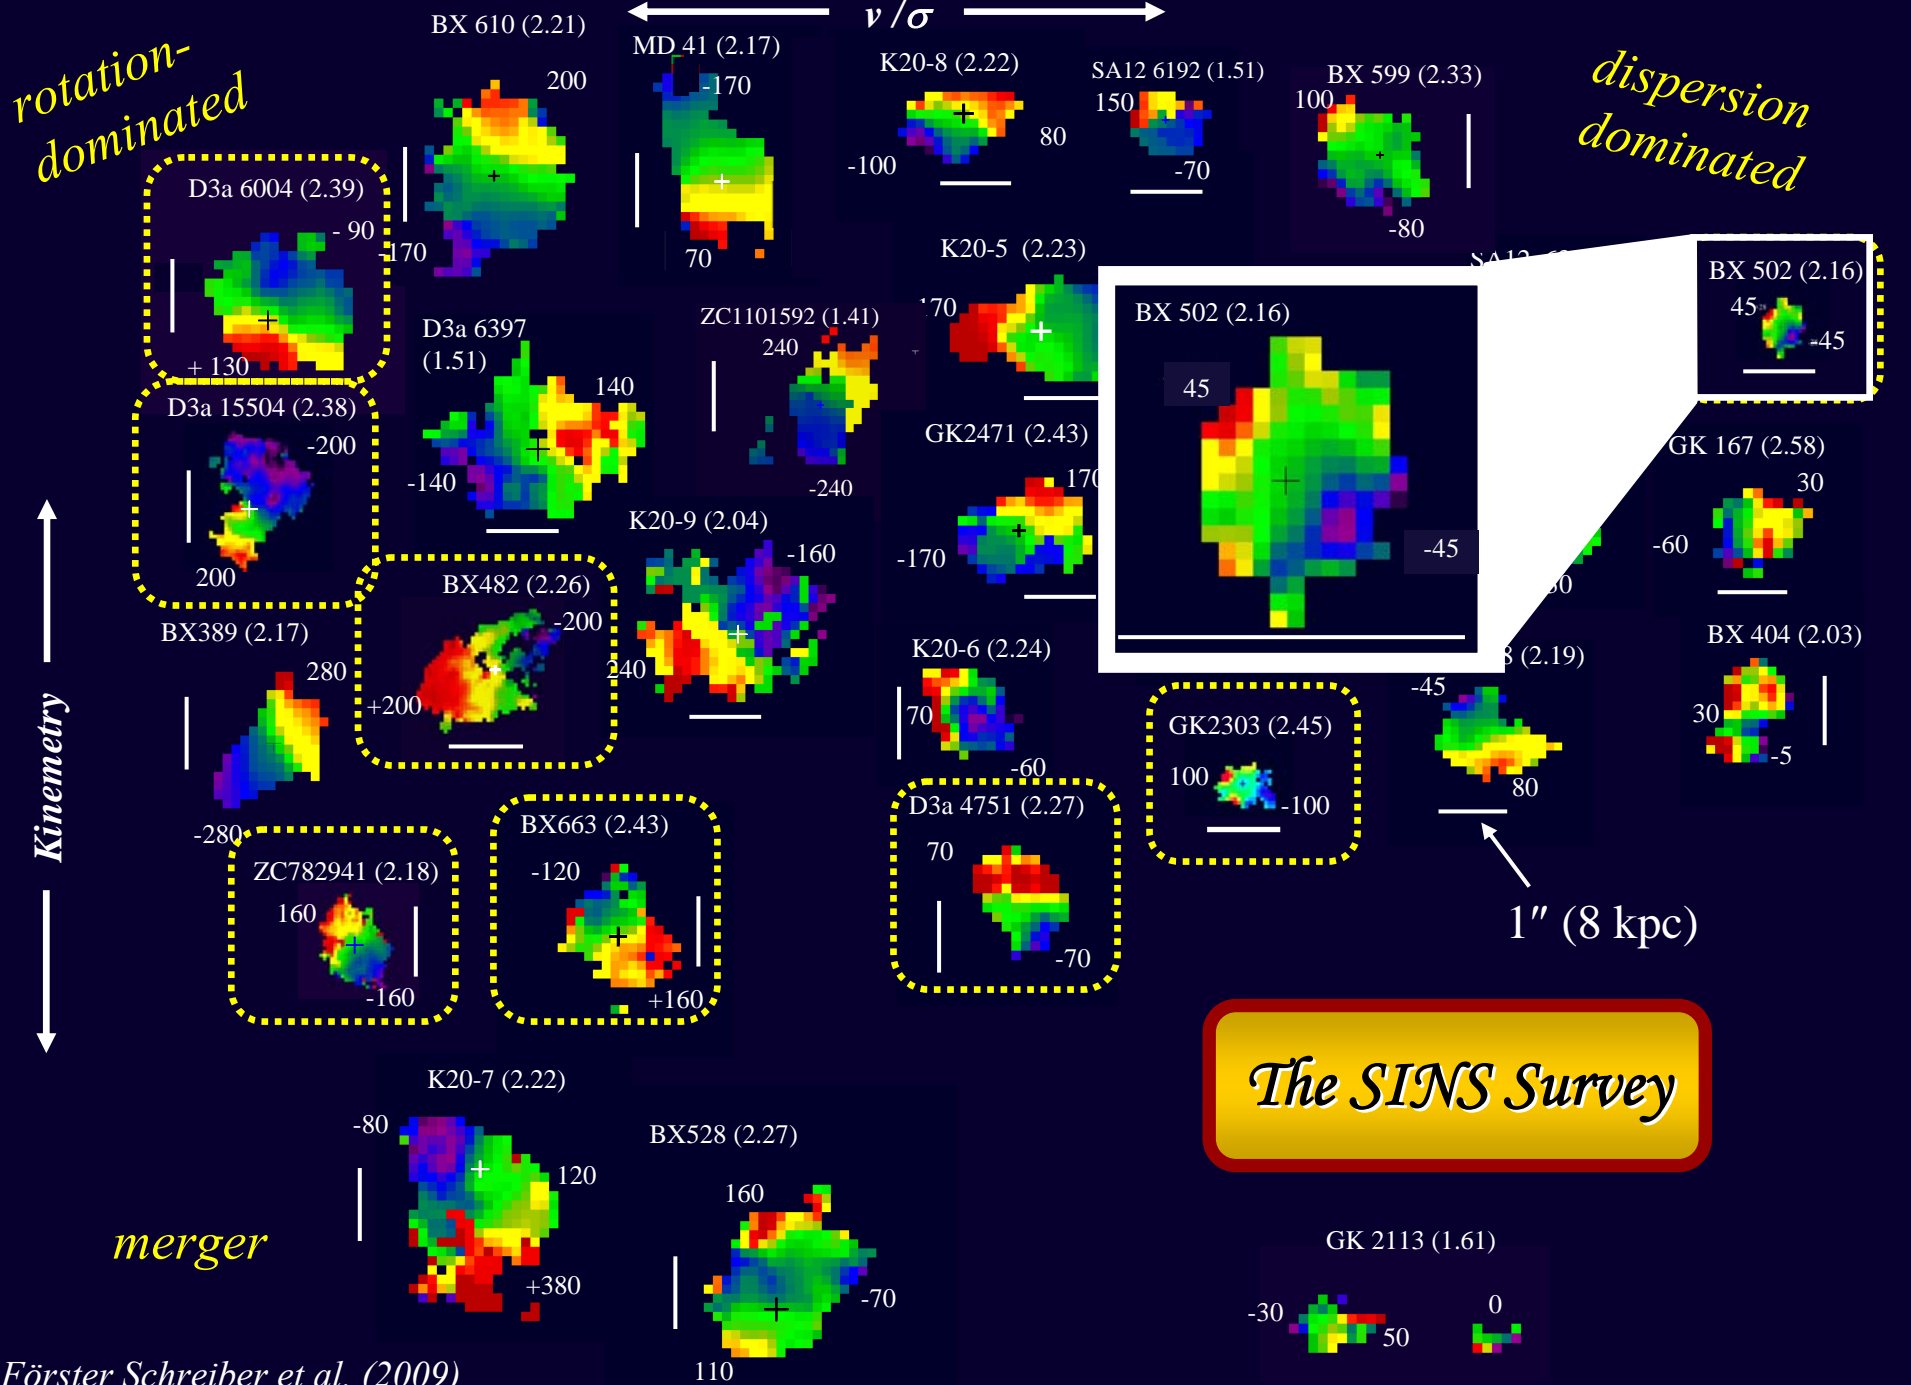 v/σ
rotation-
dominated
dispersion
dominated
BX 610 (2.21)
200
-170
MD 41 (2.17)
-170
70
K20-8 (2.22)
-100
80
SA12 6192 (1.51)
150
-70
BX 599 (2.33)
100
-80
D3a 6004 (2.39)
- 90
+ 130
D3a 6397
(1.51)
140
-140
ZC1101592 (1.41)
240
-240
K20-5 (2.23)
170
BX 502 (2.16)
45
-45
BX 502 (2.16)
45
-45
D3a 15504 (2.38)
-200
200
GK2471 (2.43)
170
-170
GK 167 (2.58)
30
-60
K20-9 (2.04)
-160
240
BX482 (2.26)
-200
+200
BX389 (2.17)
280
-280
K20-6 (2.24)
70
-60
GK2303 (2.45)
100
-100
8 (2.19)
-45
80
BX 404 (2.03)
30
-5
Kinemetry
ZC782941 (2.18)
160
-160
BX663 (2.43)
-120
+160
D3a 4751 (2.27)
70
-70
1″ (8 kpc)
The SINS Survey
K20-7 (2.22)
-80
120
+380
BX528 (2.27)
160
-70
110
merger
GK 2113 (1.61)
-30
50
0
Förster Schreiber et al. (2009)